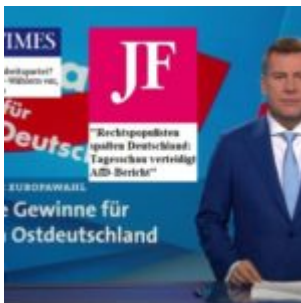 TIMES
JF
"Rechtspopulisten
spalten Deutschland:
Tagesschau verteidigt
AfD-Bericht"
für
Deutsc
EUROPAWAHL
e Gewinne für
Ostdeutschland